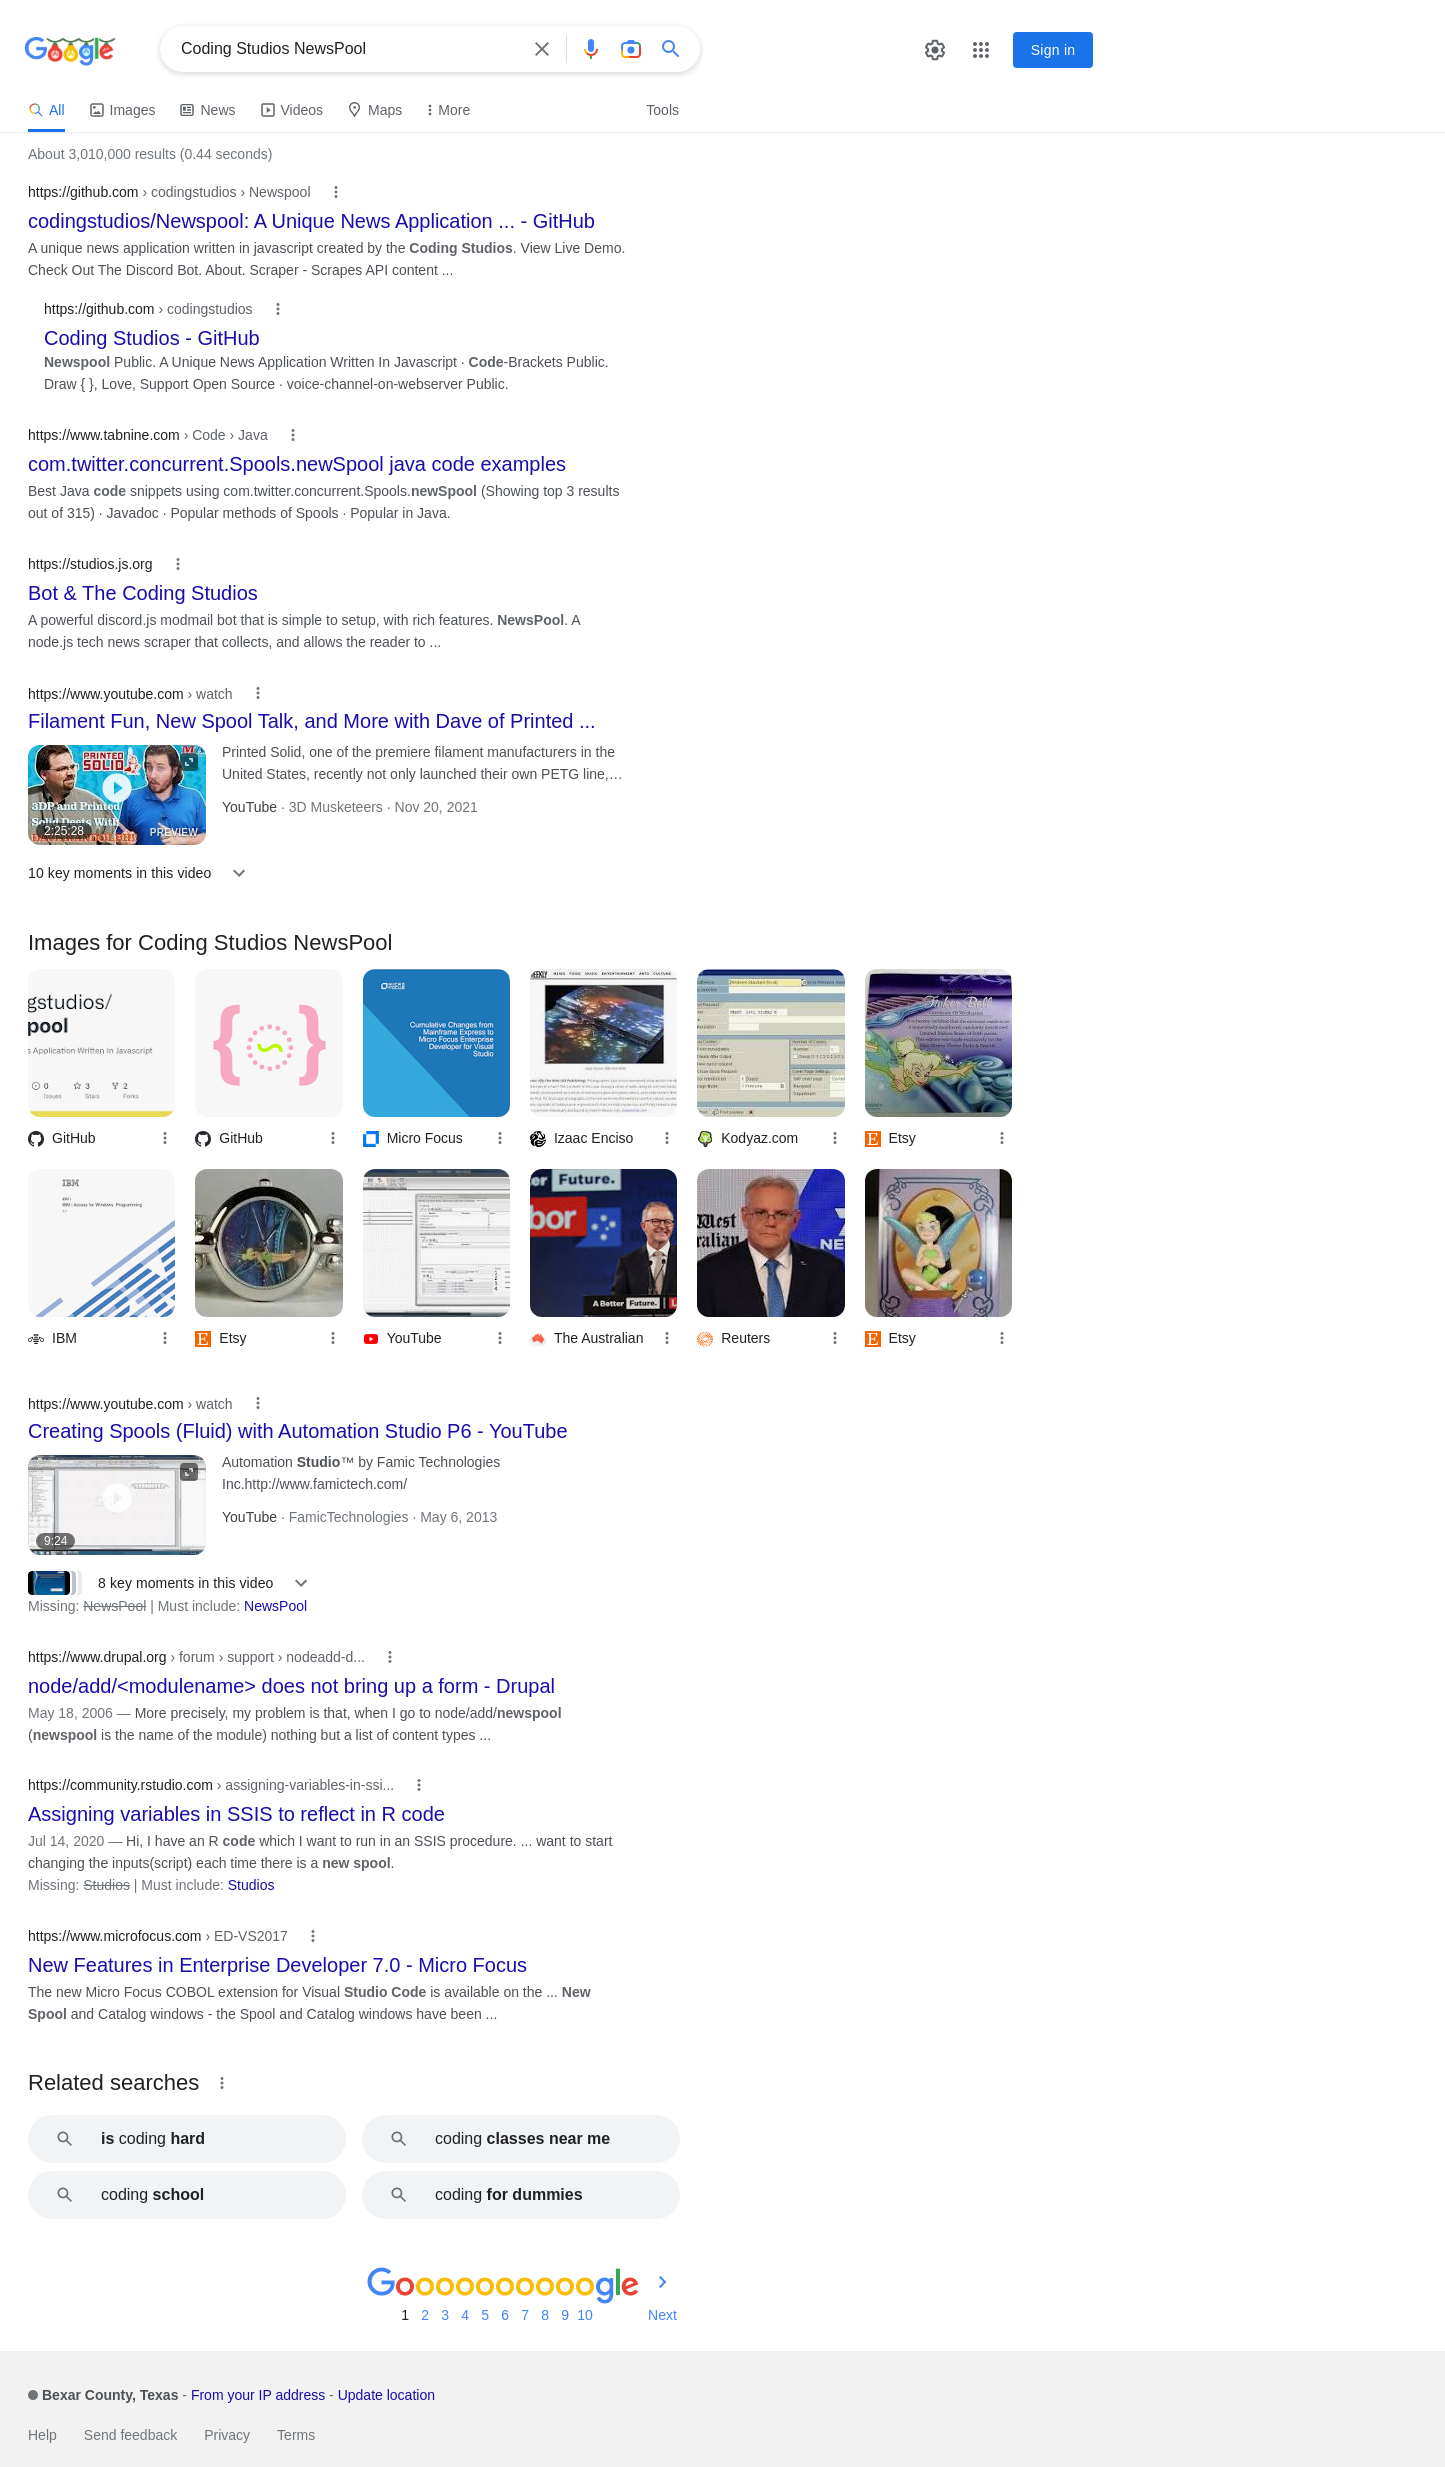 Google
Coding Studios NewsPool
Sign in
All
Images
News
Videos
Maps
More
Tools
About 3,010,000 results (0.44 seconds)
https://github.com › codingstudios › Newspool
codingstudios/Newspool: A Unique News Application ... - GitHub
A unique news application written in javascript created by the Coding Studios. View Live Demo.
Check Out The Discord Bot. About. Scraper - Scrapes API content ...
https://github.com › codingstudios
Coding Studios - GitHub
Newspool Public. A Unique News Application Written In Javascript · Code-Brackets Public.
Draw { }, Love, Support Open Source · voice-channel-on-webserver Public.
https://www.tabnine.com › Code › Java
com.twitter.concurrent.Spools.newSpool java code examples
Best Java code snippets using com.twitter.concurrent.Spools.newSpool (Showing top 3 results
out of 315) · Javadoc · Popular methods of Spools · Popular in Java.
https://studios.js.org
Bot & The Coding Studios
A powerful discord.js modmail bot that is simple to setup, with rich features. NewsPool. A
node.js tech news scraper that collects, and allows the reader to ...
https://www.youtube.com › watch
Filament Fun, New Spool Talk, and More with Dave of Printed ...
PRINTED
SOLID
3DP and Printed
Solid Deets With
2:25:28
PREVIEW
Printed Solid, one of the premiere filament manufacturers in the
United States, recently not only launched their own PETG line,…
YouTube · 3D Musketeers · Nov 20, 2021
10 key moments in this video
Images for Coding Studios NewsPool
gstudios/
pool
s Application Written In Javascript
0
3
2
Issues
Stars
Forks
Cumulative Changes from
Mainframe Express to
Micro Focus Enterprise
Developer for Visual
Studio
Tinker Bell
GitHub
GitHub
Micro Focus
Izaac Enciso
Kodyaz.com
Etsy
IBM
IBM i
IBM i Access for Windows: Programming
er Future.
bor
A Better Future.
West
ralian
NE
IBM
Etsy
YouTube
The Australian
Reuters
Etsy
https://www.youtube.com › watch
Creating Spools (Fluid) with Automation Studio P6 - YouTube
9:24
Automation Studio™ by Famic Technologies
Inc.http://www.famictech.com/
YouTube · FamicTechnologies · May 6, 2013
8 key moments in this video
Missing: NewsPool | Must include: NewsPool
https://www.drupal.org › forum › support › nodeadd-d...
node/add/<modulename> does not bring up a form - Drupal
May 18, 2006 — More precisely, my problem is that, when I go to node/add/newspool
(newspool is the name of the module) nothing but a list of content types ...
https://community.rstudio.com › assigning-variables-in-ssi...
Assigning variables in SSIS to reflect in R code
Jul 14, 2020 — Hi, I have an R code which I want to run in an SSIS procedure. ... want to start
changing the inputs(script) each time there is a new spool.
Missing: Studios | Must include: Studios
https://www.microfocus.com › ED-VS2017
New Features in Enterprise Developer 7.0 - Micro Focus
The new Micro Focus COBOL extension for Visual Studio Code is available on the ... New
Spool and Catalog windows - the Spool and Catalog windows have been ...
Related searches
is coding hard
coding classes near me
coding school
coding for dummies
Goooooooooogle
1 2 3 4 5 6 7 8 9 10 Next
Bexar County, Texas - From your IP address - Update location
Help
Send feedback
Privacy
Terms